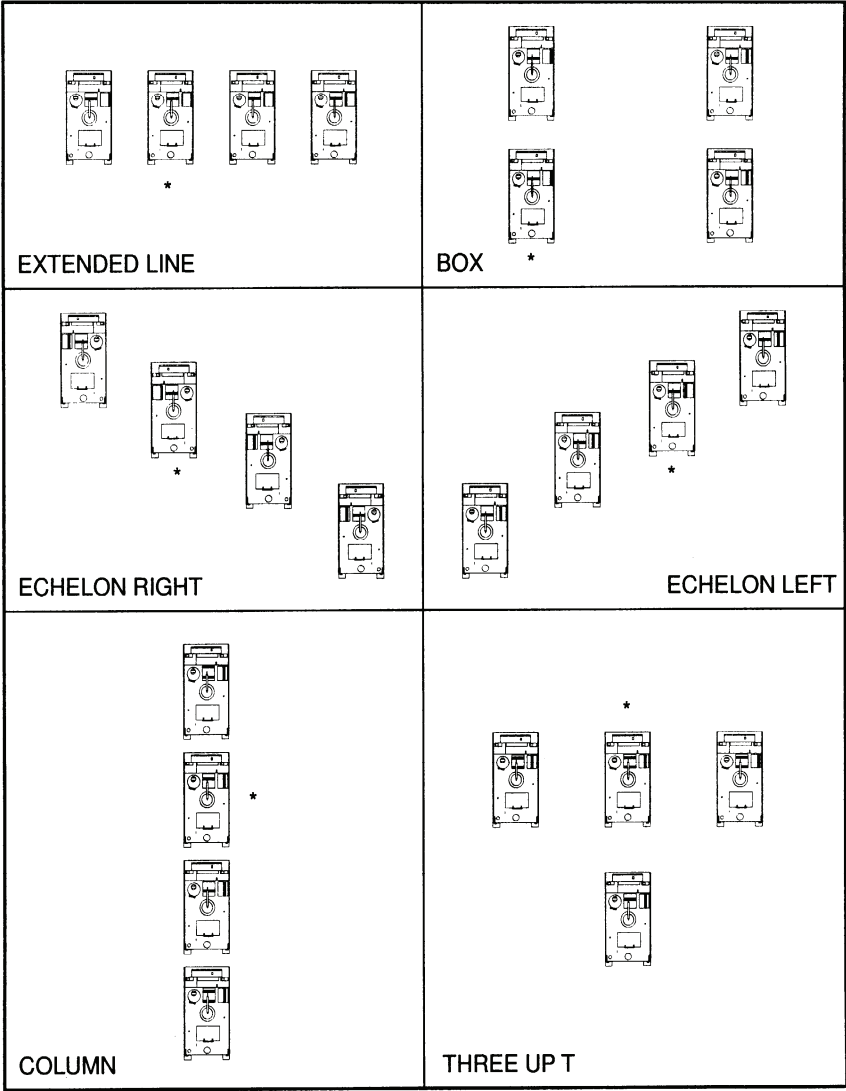 *
EXTENDED LINE
BOX
*
*
ECHELON RIGHT
*
ECHELON LEFT
*
COLUMN
*
THREE UP T